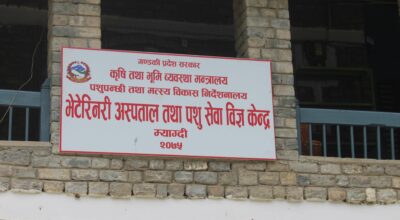 गण्डकी प्रदेश सरकार
कृषि तथा भूमि व्यवस्था मन्त्रालय
पशुपन्छी तथा मत्स्य विकास निर्देशनालय
भेटेरिनरी अस्पताल तथा पशु सेवा विज्ञ केन्द्र
म्याग्दी
२०७५